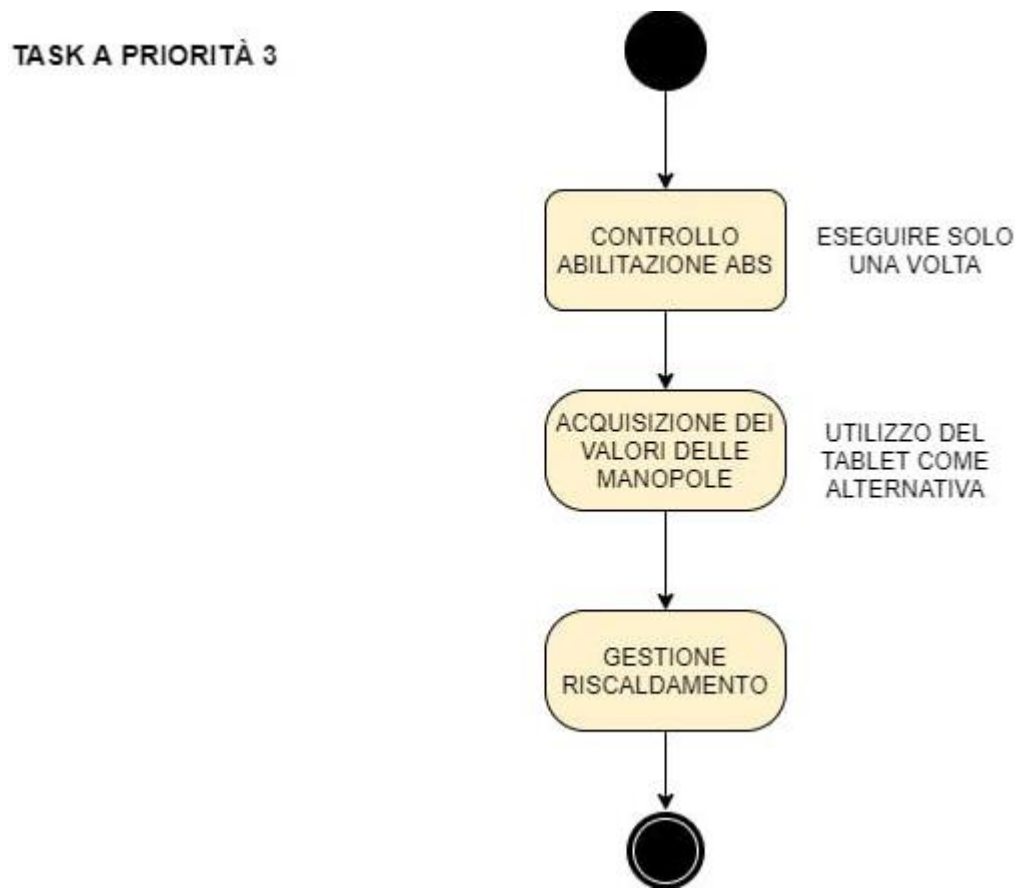 TASK A PRIORITÀ 3
CONTROLLO
ABILITAZIONE ABS
ESEGUIRE SOLO
UNA VOLTA
ACQUISIZIONE DEI
VALORI DELLE
MANOPOLE
UTILIZZO DEL
TABLET COME
ALTERNATIVA
GESTIONE
RISCALDAMENTO